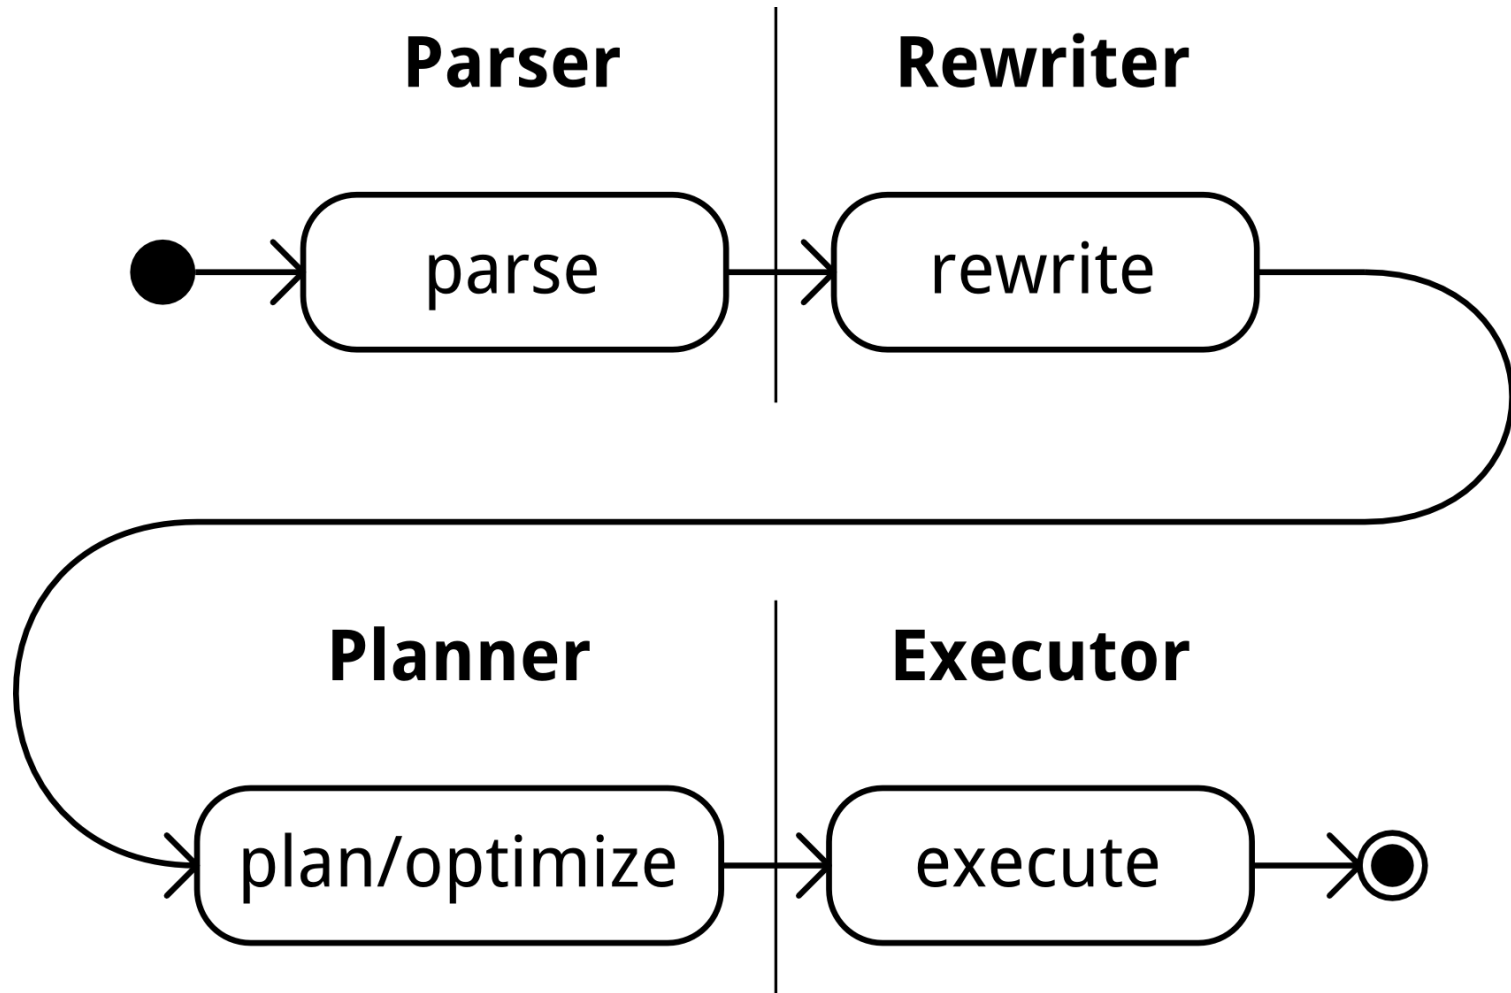 Parser
Rewriter
parse
rewrite
Planner
Executor
plan/optimize
execute